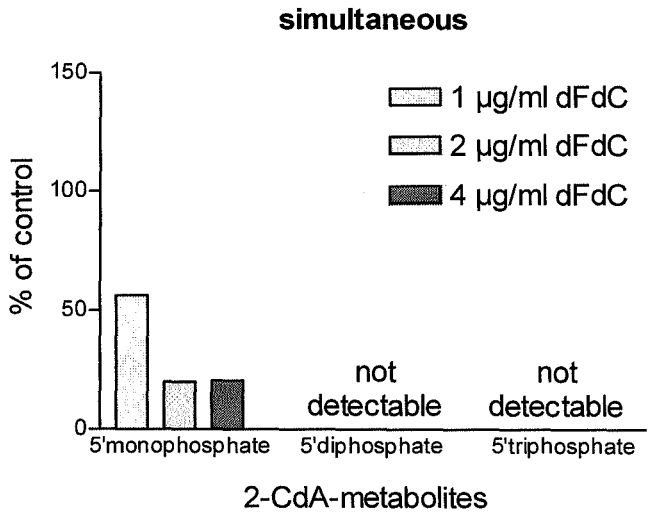 simultaneous
150
100
50
0
% of control
1 µg/ml dFdC
2 µg/ml dFdC
4 µg/ml dFdC
not
detectable
not
detectable
5'monophosphate
5'diphosphate
5'triphosphate
2-CdA-metabolites